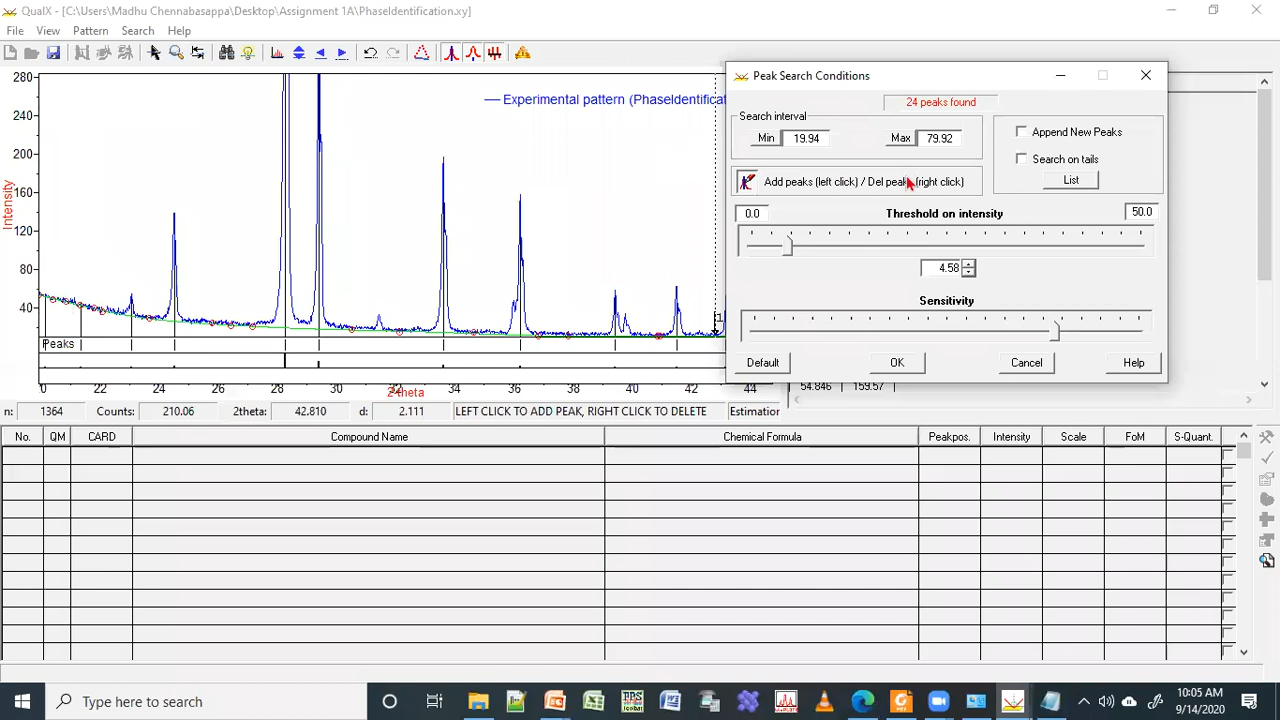 QualX - [C:\Users\Madhu Chennabasappa\Desktop\Assignment 1A\PhaseIdentification.xy]
File View Pattern Search Help
Peak Search Conditions
24 peaks found
Search interval
Min 19.94 Max 79.92
Append New Peaks
Search on tails
List
Add peaks (left click) / Del peaks (right click)
0.0 Threshold on intensity 50.0
4.58
Sensitivity
Default OK Cancel Help
280
240
200
160
120
80
40
Intensity
Experimental pattern (PhaseIdentificat
Peaks
22 24 26 28 30 32 34 36 38 40 42 44
2 theta
54.846 159.57
n: 1364 Counts: 210.06 2theta: 42.810 d: 2.111 LEFT CLICK TO ADD PEAK, RIGHT CLICK TO DELETE Estimation
No. QM CARD Compound Name Chemical Formula Peakpos. Intensity Scale FoM S-Quant.
Type here to search
10:05 AM
9/14/2020